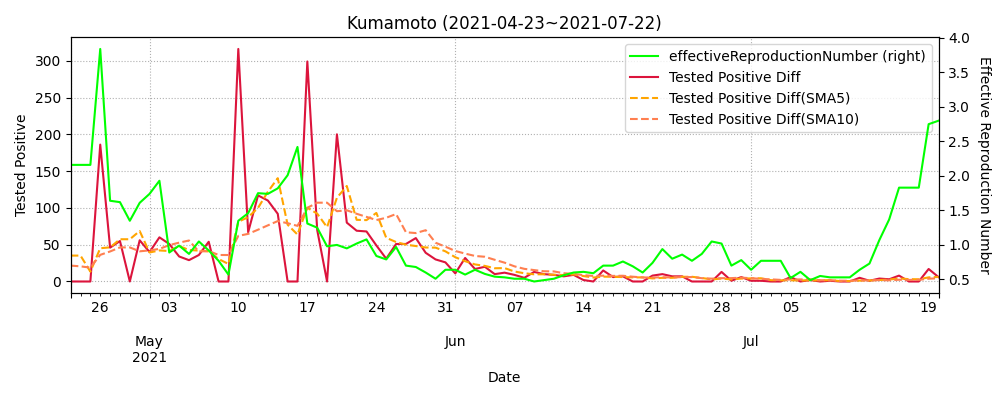 Kumamoto (2021-04-23~2021-07-22)
effectiveReproductionNumber (right)
Tested Positive Diff
Tested Positive Diff(SMA5)
Tested Positive Diff(SMA10)
Tested Positive
300
250
200
150
100
50
0
4.0
3.5
3.0
2.5
2.0
1.5
1.0
0.5
Effective Reproduction Number
26 03 10 17 24 31 07 14 21 28 05 12 19
May Jun Jul
2021
Date